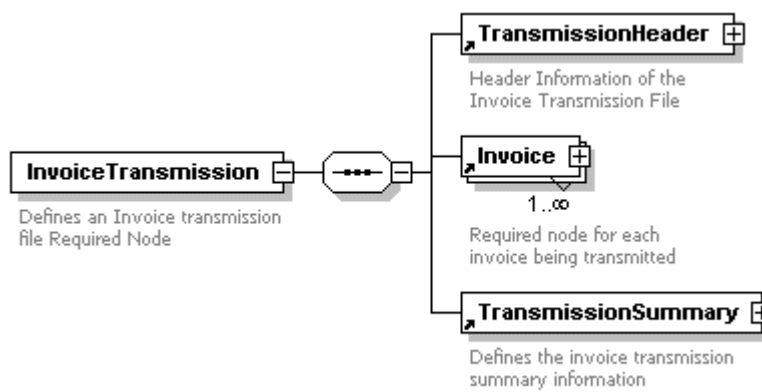 TransmissionHeader
Header Information of the
Invoice Transmission File
InvoiceTransmission
Defines an Invoice transmission
file Required Node
Invoice
1..∞
Required node for each
invoice being transmitted
TransmissionSummary
Defines the invoice transmission
summary information